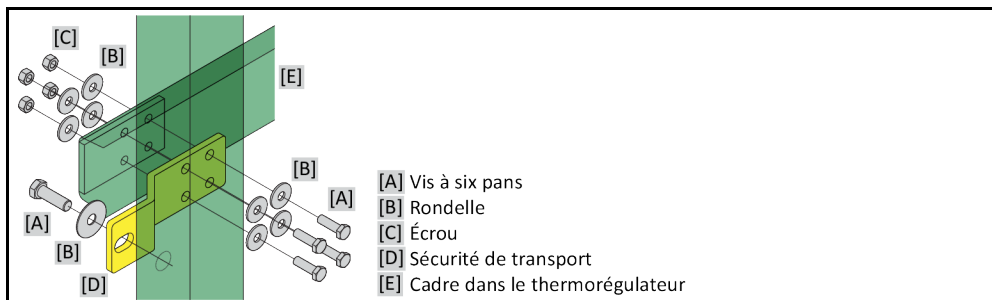 [C]
[B]
[E]
[B]
[A]
[A]
[B]
[D]
[A] Vis à six pans
[B] Rondelle
[C] Écrou
[D] Sécurité de transport
[E] Cadre dans le thermorégulateur